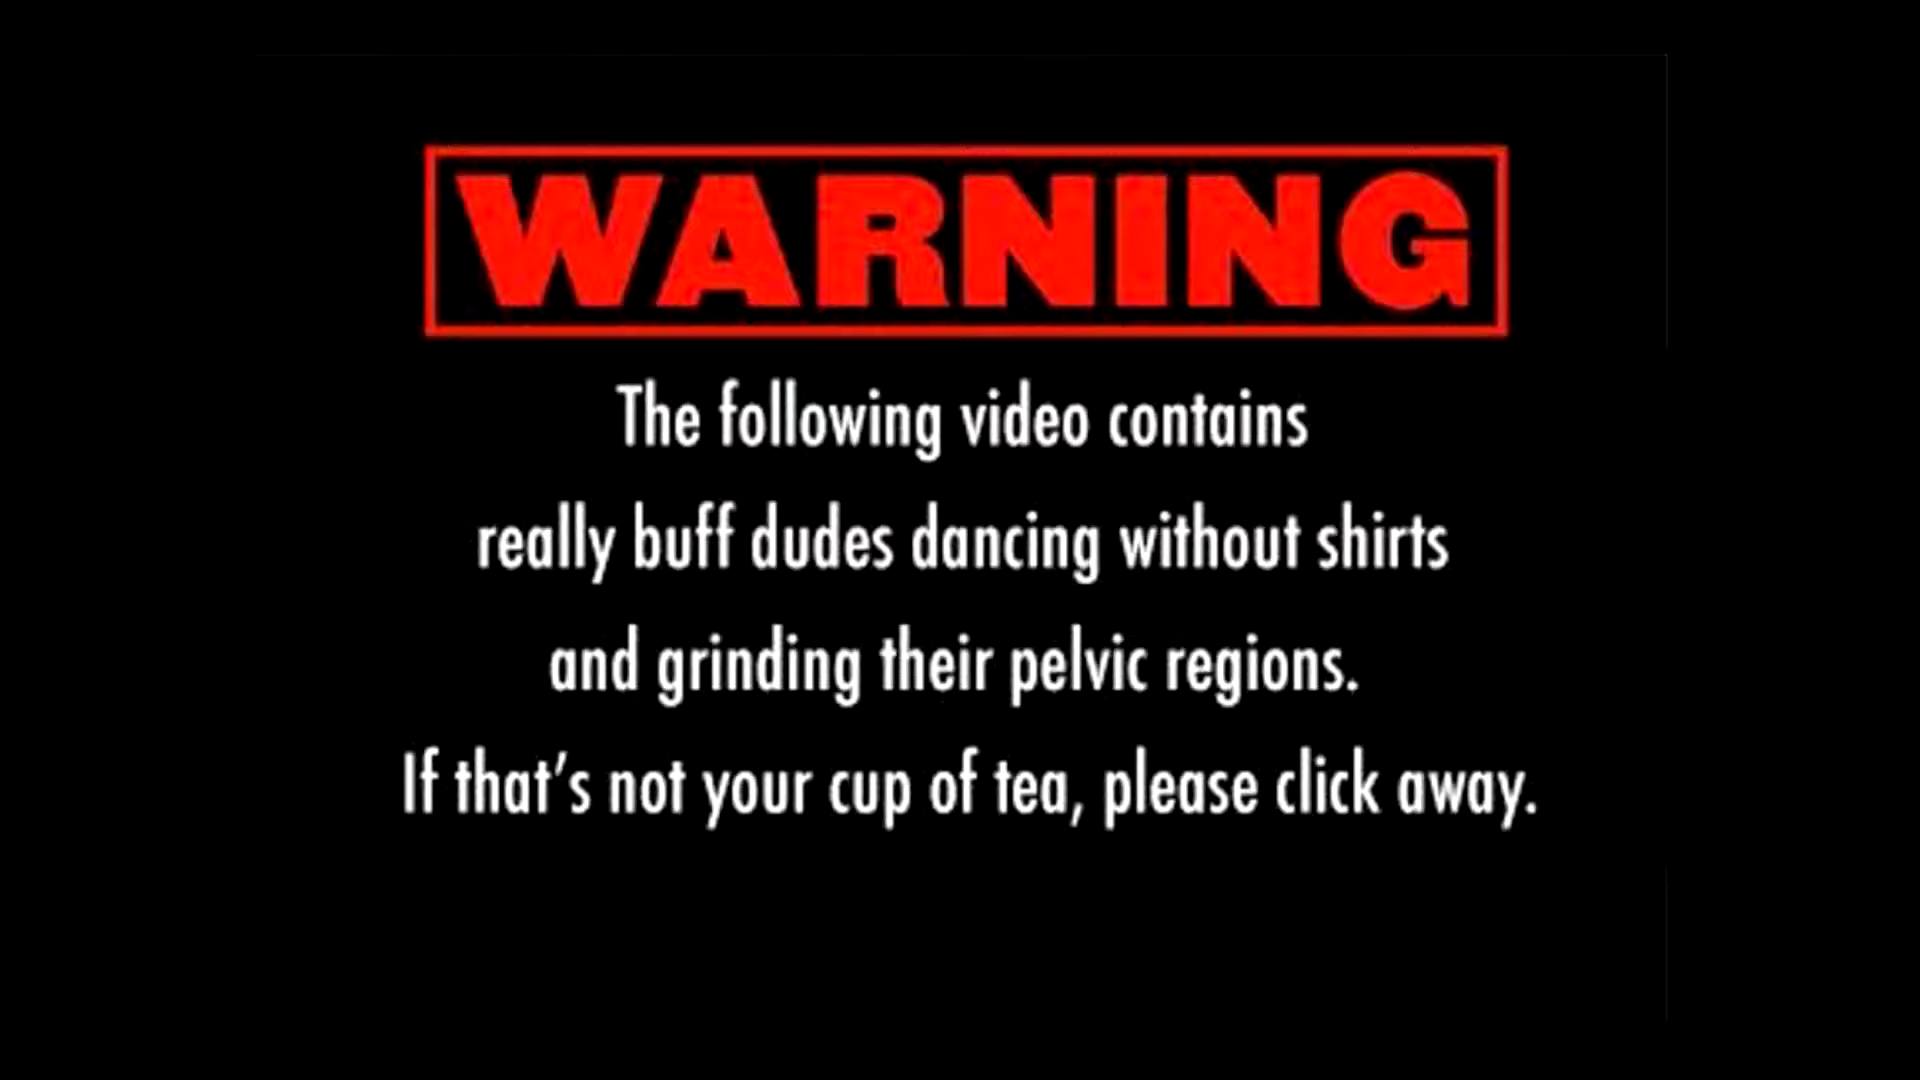 WARNING
The following video contains
really buff dudes dancing without shirts
and grinding their pelvic regions.
If that’s not your cup of tea, please click away.